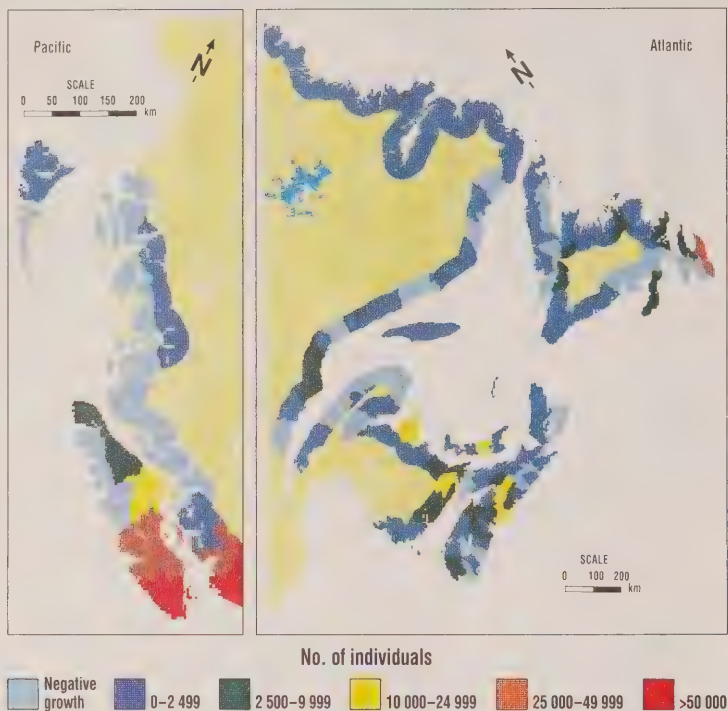 Pacific
N
SCALE
0 50 100 150 200
km
Atlantic
N
SCALE
0 100 200
km
No. of individuals
Negative
growth
0–2 499
2 500–9 999
10 000–24 999
25 000–49 999
>50 000